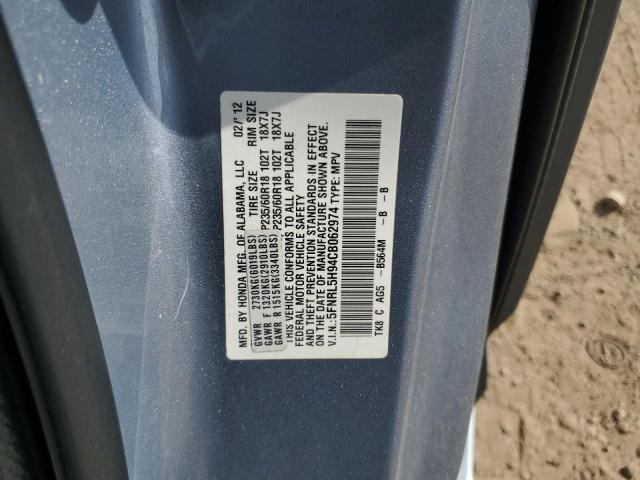 MFD. BY HONDA MFG. OF ALABAMA, LLC 02/'12
GVWR 2730KG(6019LBS) TIRE SIZE RIM SIZE
GAWR F 1320KG(2910LBS) P235/60R18 102T 18X7J
GAWR R 1515KG(3340LBS) P235/60R18 102T 18X7J
THIS VEHICLE CONFORMS TO ALL APPLICABLE
FEDERAL MOTOR VEHICLE SAFETY
AND THEFT PREVENTION STANDARDS IN EFFECT
ON THE DATE OF MANUFACTURE SHOWN ABOVE.
V.I.N.:5FNRL5H94CB062974 TYPE: MPV
TK8 C AG5 -B564M -B -B